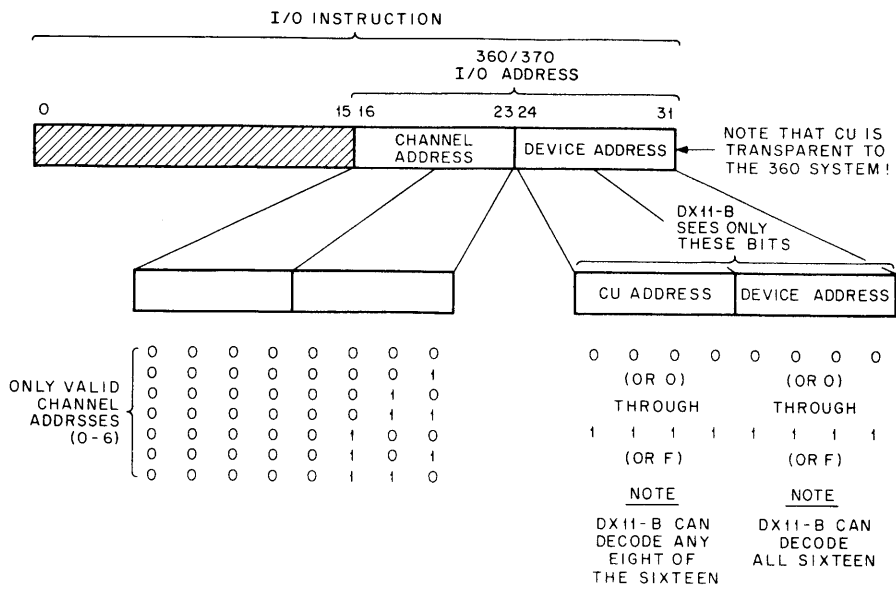 I/O INSTRUCTION
360/370
I/O ADDRESS
0 15 16 23 24 31
CHANNEL
ADDRESS
DEVICE ADDRESS
NOTE THAT CU IS
TRANSPARENT TO
THE 360 SYSTEM!
DX11-B
SEES ONLY
THESE BITS
CU ADDRESS DEVICE ADDRESS
ONLY VALID
CHANNEL
ADDRSSES
(0-6)
0 0 0 0 0 0 0 0
0 0 0 0 0 0 0 1
0 0 0 0 0 0 1 0
0 0 0 0 0 0 1 1
0 0 0 0 0 1 0 0
0 0 0 0 0 1 0 1
0 0 0 0 0 1 1 0
0 0 0 0 0 0 0 0
(OR 0) (OR 0)
THROUGH THROUGH
1 1 1 1 1 1 1 1
(OR F) (OR F)
NOTE
DX11-B CAN
DECODE ANY
EIGHT OF
THE SIXTEEN
NOTE
DX11-B CAN
DECODE
ALL SIXTEEN